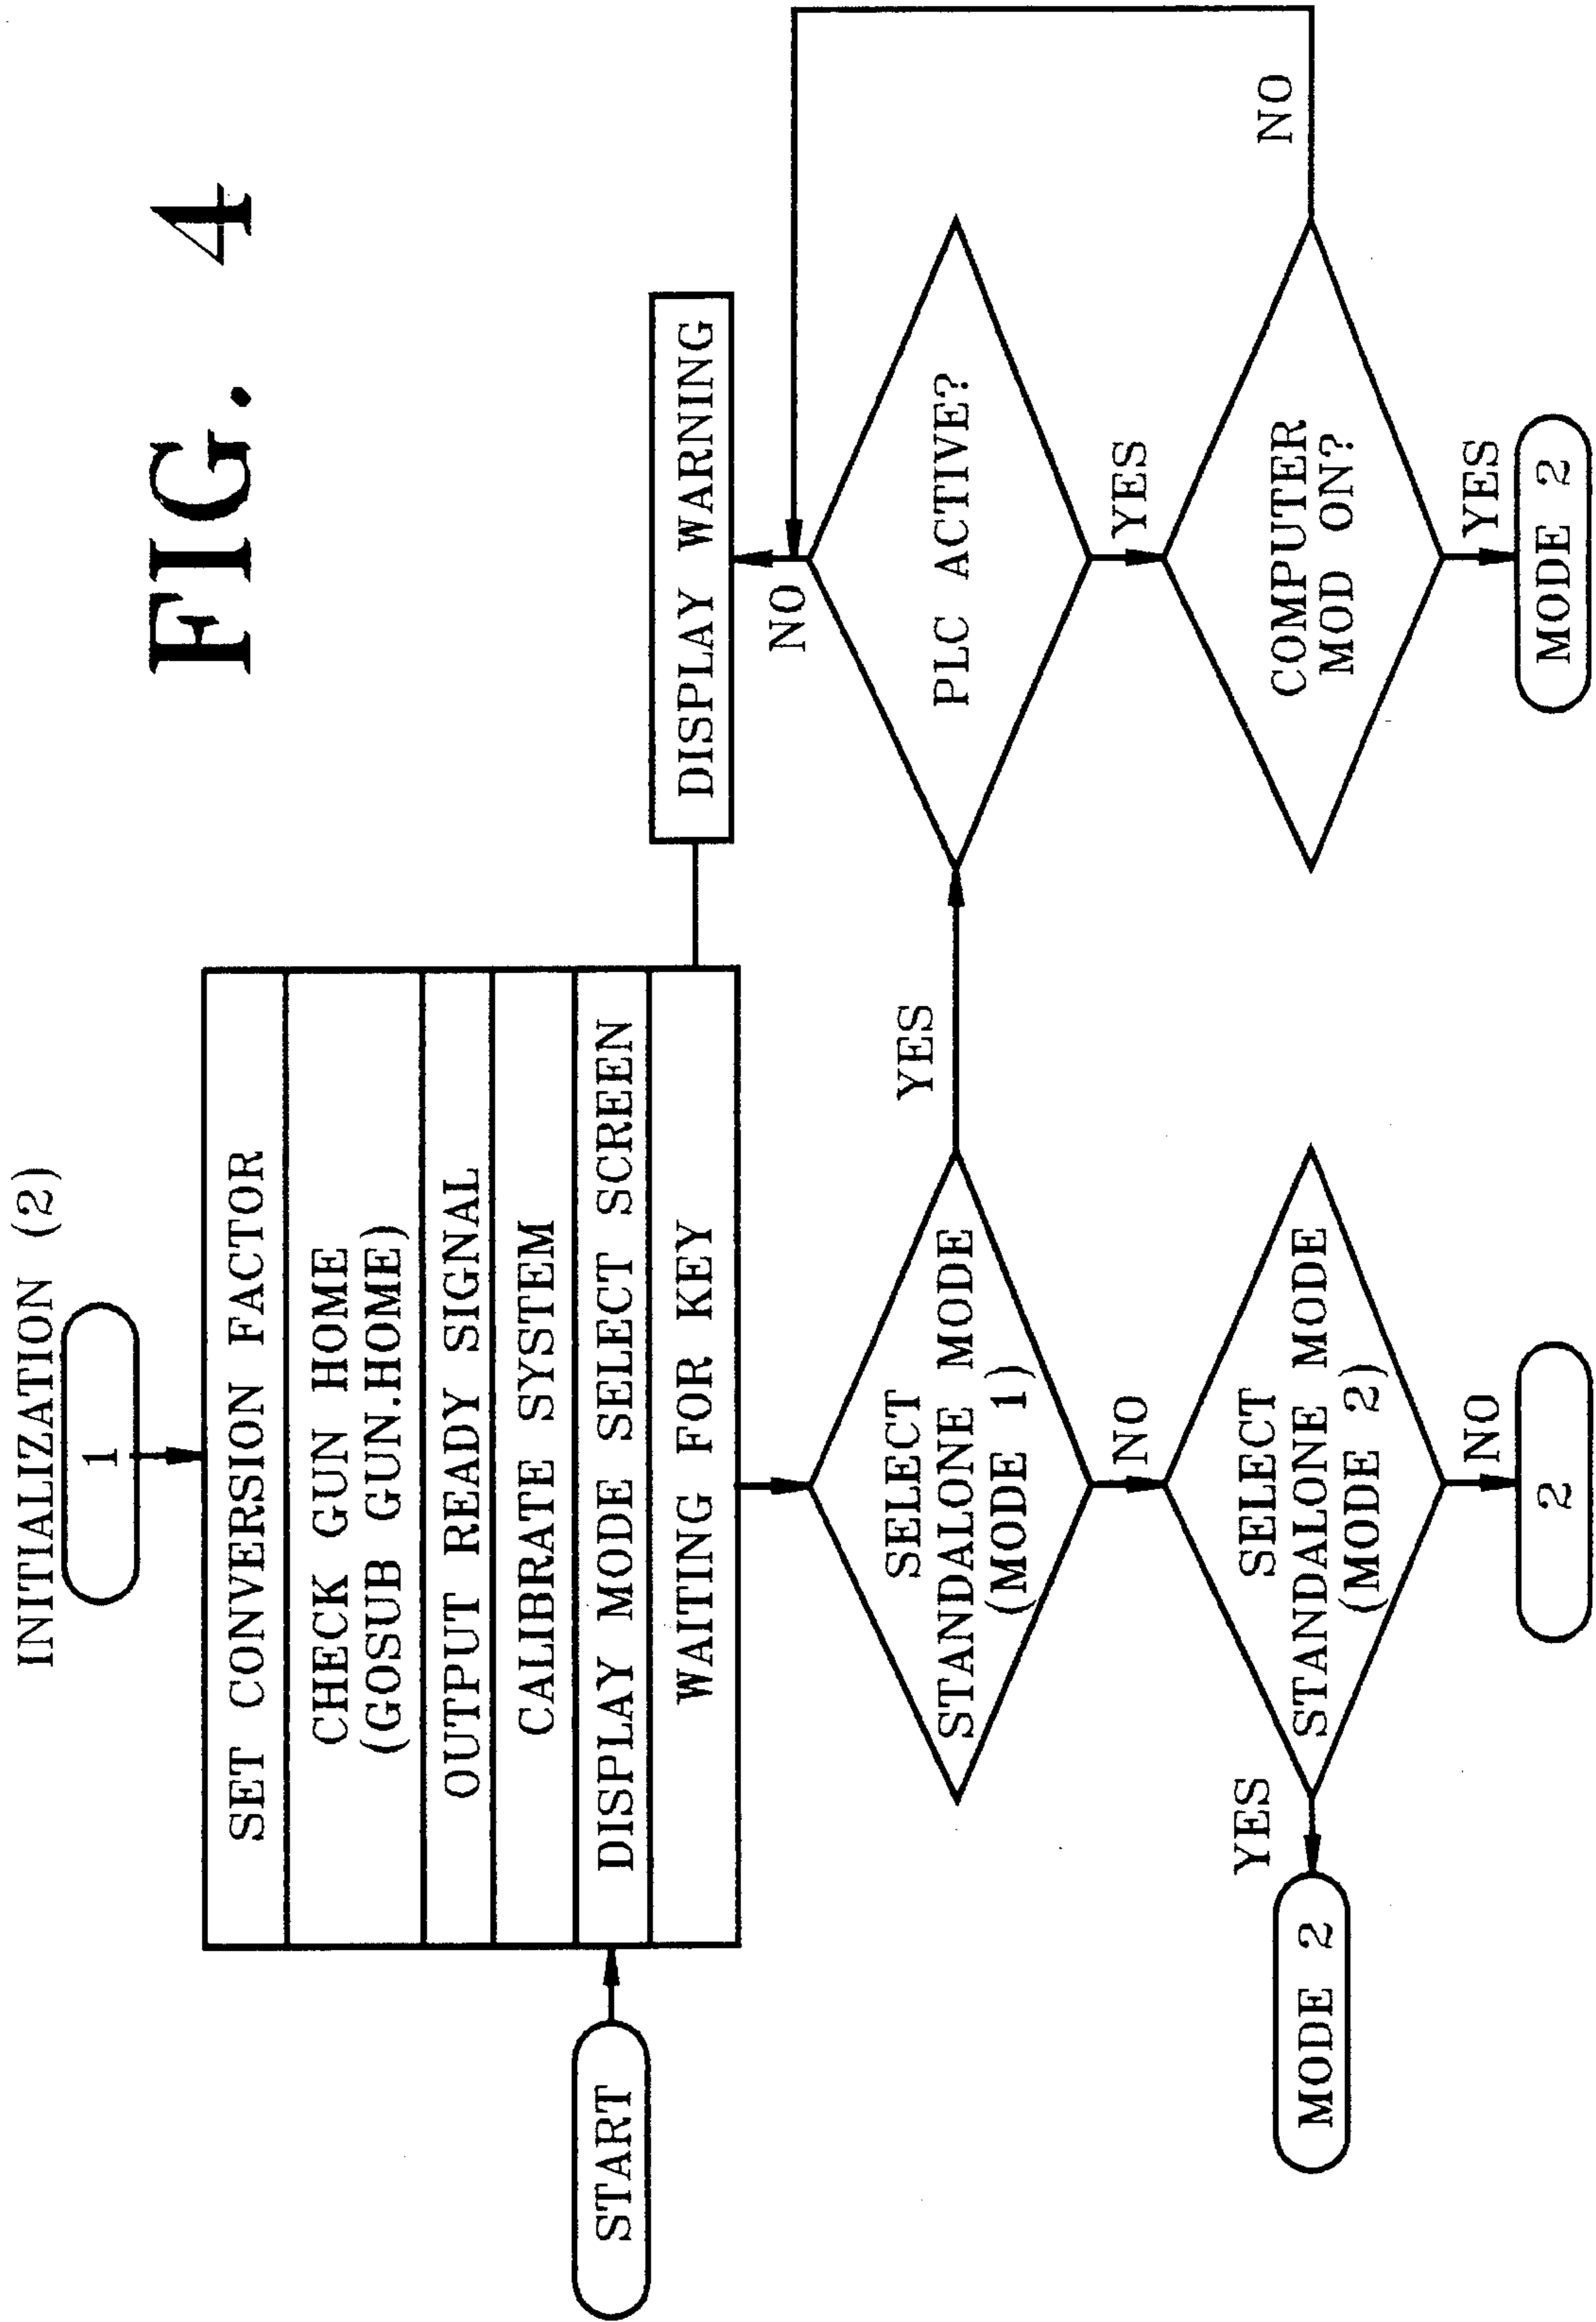 FIG. 4
INITIALIZATION (2)
1
SET CONVERSION FACTOR
CHECK GUN HOME
(GOSUB GUN.HOME)
OUTPUT READY SIGNAL
CALIBRATE SYSTEM
START
DISPLAY MODE SELECT SCREEN
WAITING FOR KEY
DISPLAY WARNING
NO
SELECT
STANDALONE MODE
(MODE 1)
YES
PLC ACTIVE?
NO
YES
YES
SELECT
STANDALONE MODE
(MODE 2)
COMPUTER
MOD ON?
NO
MODE 2
NO
YES
2
MODE 2